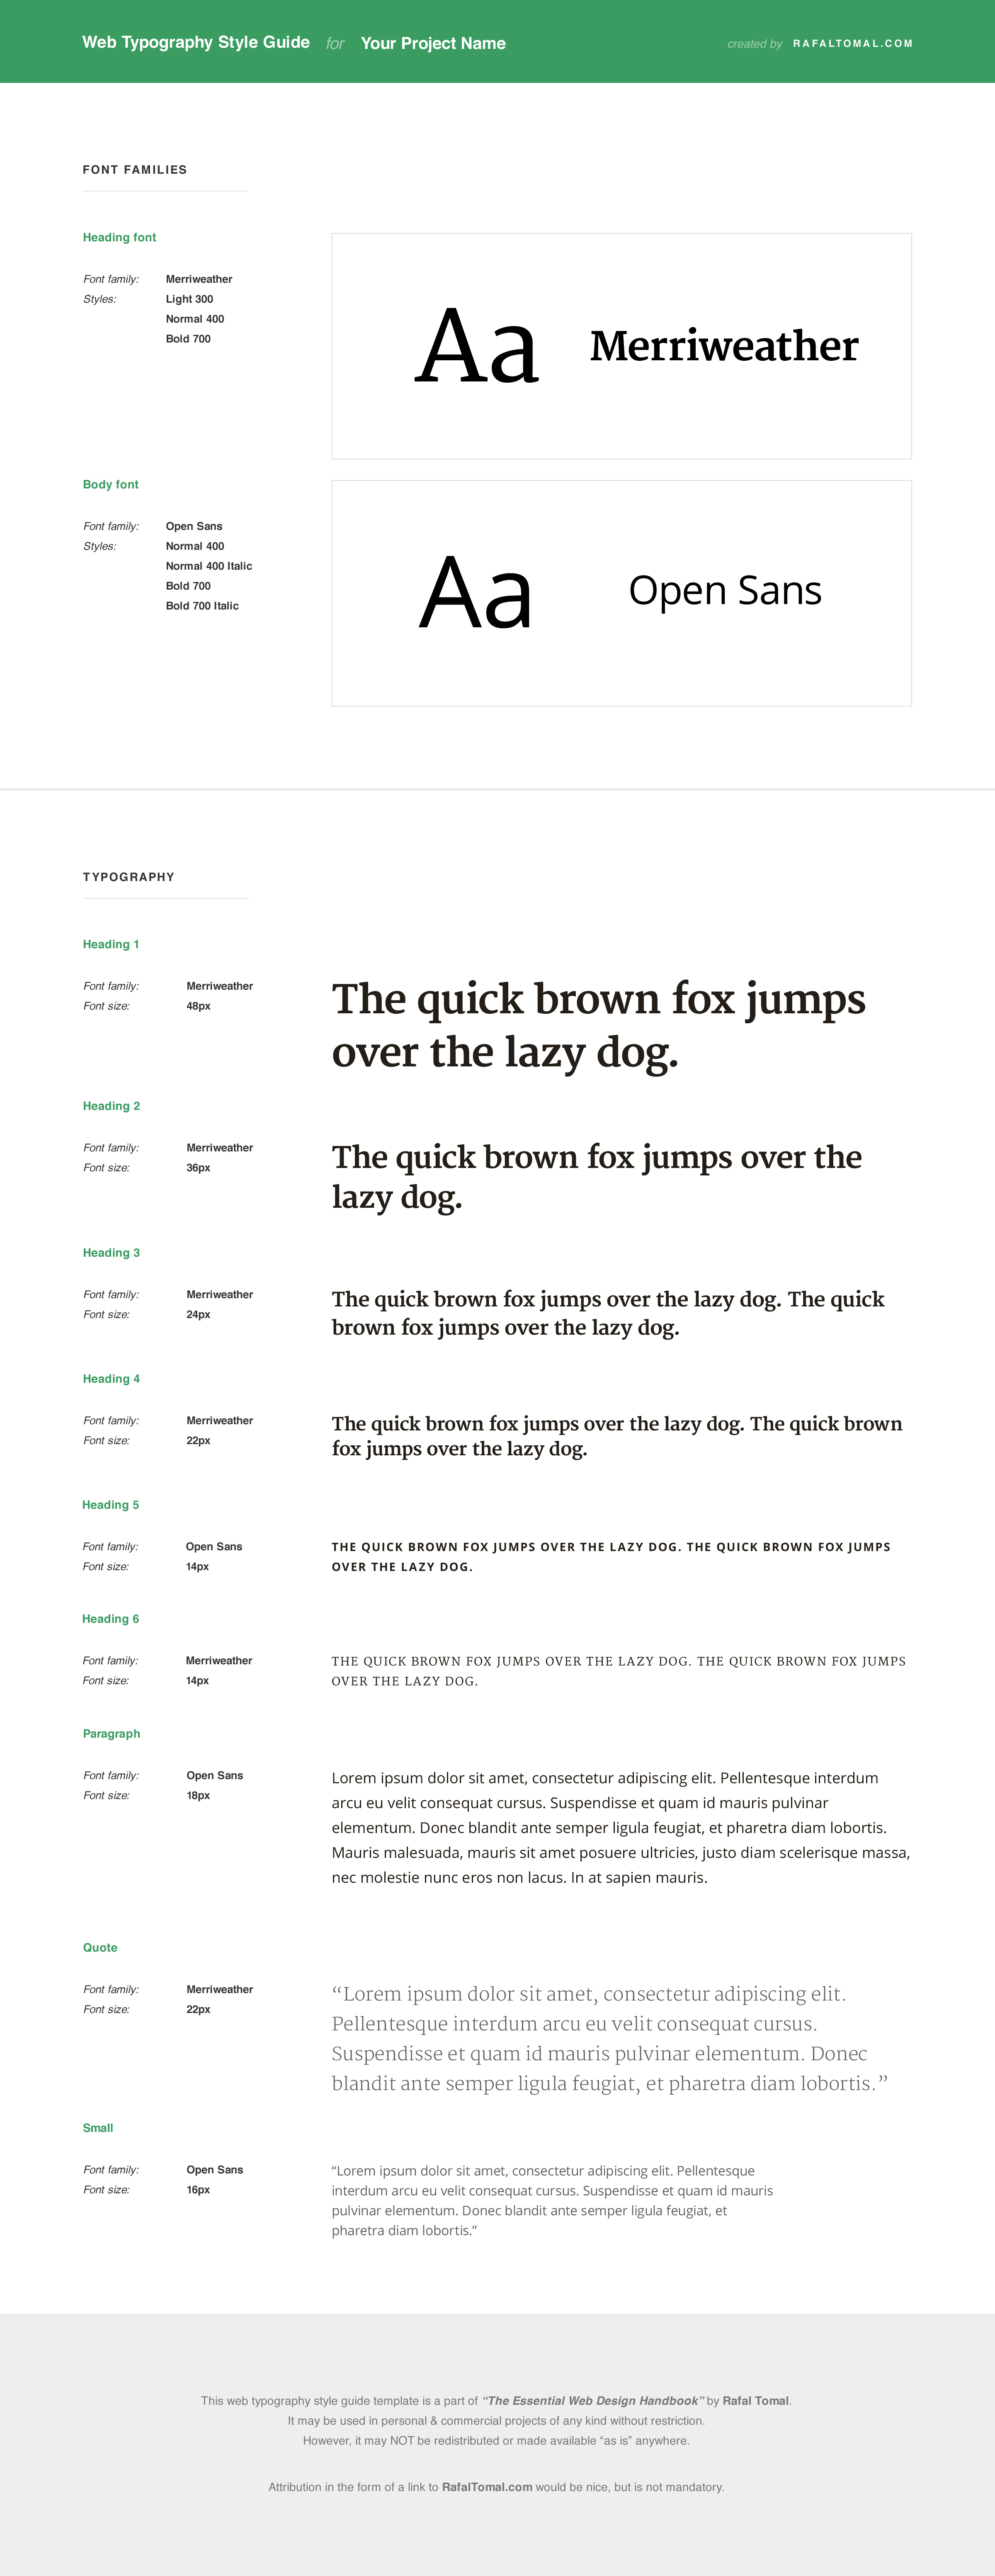 Web Typography Style Guide for Your Project Name created by RAFALTOMAL.COM
FONT FAMILIES
Heading font
Font family: Merriweather
Styles: Light 300
Normal 400
Bold 700
Aa Merriweather
Body font
Font family: Open Sans
Styles: Normal 400
Normal 400 Italic
Bold 700
Bold 700 Italic
Aa Open Sans
TYPOGRAPHY
Heading 1
Font family: Merriweather
Font size: 48px
The quick brown fox jumps
over the lazy dog.
Heading 2
Font family: Merriweather
Font size: 36px
The quick brown fox jumps over the
lazy dog.
Heading 3
Font family: Merriweather
Font size: 24px
The quick brown fox jumps over the lazy dog. The quick
brown fox jumps over the lazy dog.
Heading 4
Font family: Merriweather
Font size: 22px
The quick brown fox jumps over the lazy dog. The quick brown
fox jumps over the lazy dog.
Heading 5
Font family: Open Sans
Font size: 14px
THE QUICK BROWN FOX JUMPS OVER THE LAZY DOG. THE QUICK BROWN FOX JUMPS
OVER THE LAZY DOG.
Heading 6
Font family: Merriweather
Font size: 14px
THE QUICK BROWN FOX JUMPS OVER THE LAZY DOG. THE QUICK BROWN FOX JUMPS
OVER THE LAZY DOG.
Paragraph
Font family: Open Sans
Font size: 18px
Lorem ipsum dolor sit amet, consectetur adipiscing elit. Pellentesque interdum
arcu eu velit consequat cursus. Suspendisse et quam id mauris pulvinar
elementum. Donec blandit ante semper ligula feugiat, et pharetra diam lobortis.
Mauris malesuada, mauris sit amet posuere ultricies, justo diam scelerisque massa,
nec molestie nunc eros non lacus. In at sapien mauris.
Quote
Font family: Merriweather
Font size: 22px
“Lorem ipsum dolor sit amet, consectetur adipiscing elit.
Pellentesque interdum arcu eu velit consequat cursus.
Suspendisse et quam id mauris pulvinar elementum. Donec
blandit ante semper ligula feugiat, et pharetra diam lobortis.”
Small
Font family: Open Sans
Font size: 16px
“Lorem ipsum dolor sit amet, consectetur adipiscing elit. Pellentesque
interdum arcu eu velit consequat cursus. Suspendisse et quam id mauris
pulvinar elementum. Donec blandit ante semper ligula feugiat, et
pharetra diam lobortis.”
This web typography style guide template is a part of “The Essential Web Design Handbook” by Rafal Tomal.
It may be used in personal & commercial projects of any kind without restriction.
However, it may NOT be redistributed or made available “as is” anywhere.
Attribution in the form of a link to RafalTomal.com would be nice, but is not mandatory.